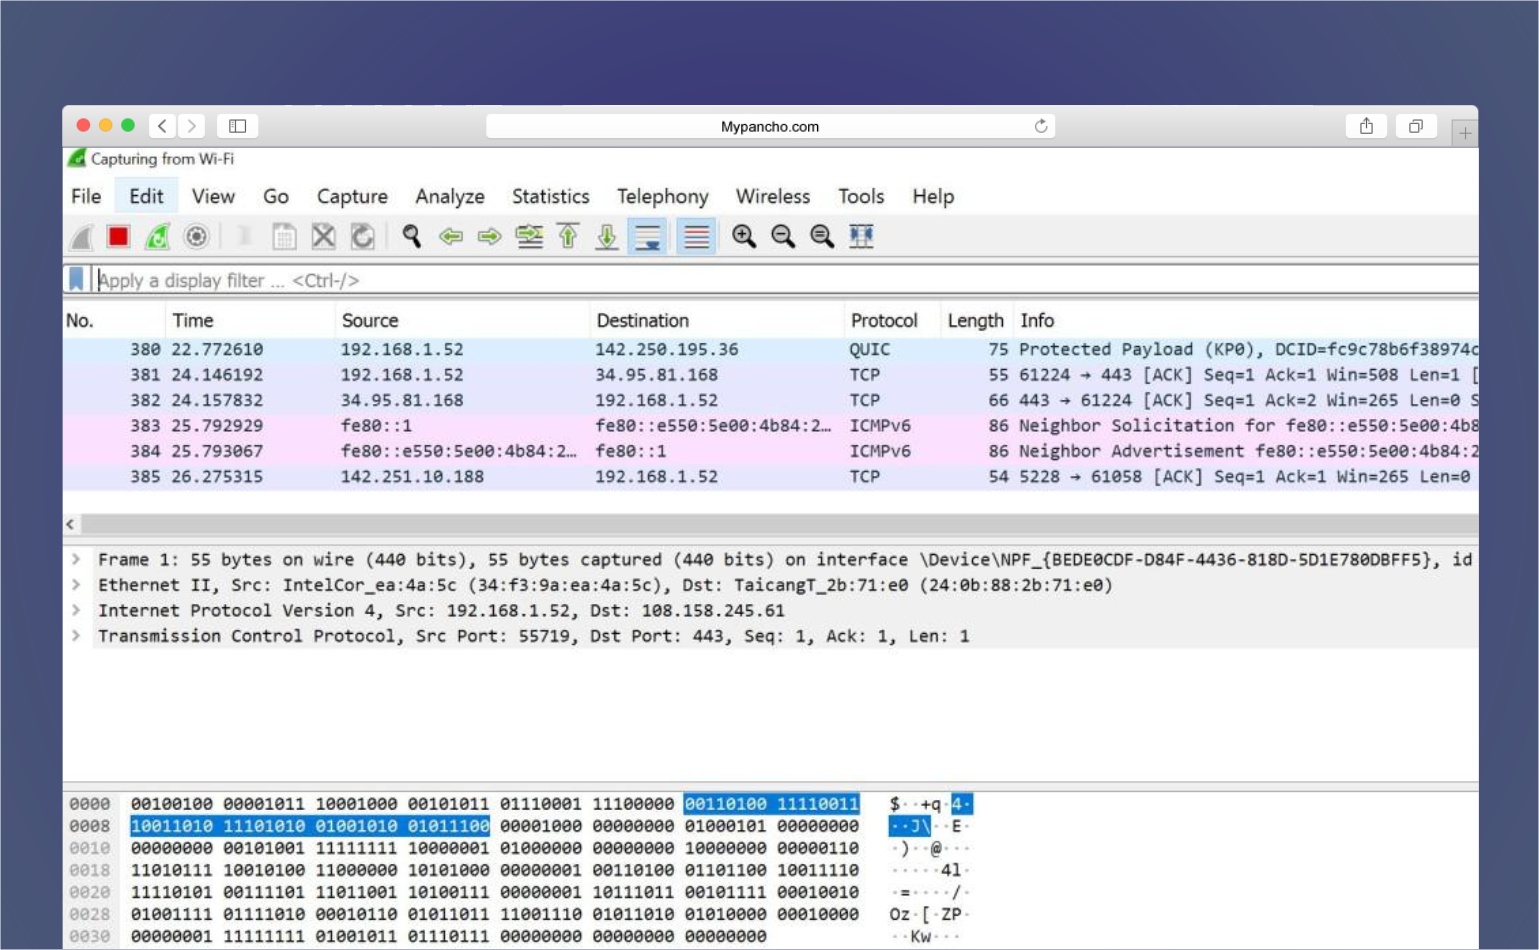 Mypancho.com
Capturing from Wi-Fi
File Edit View Go Capture Analyze Statistics Telephony Wireless Tools Help
Apply a display filter ... <Ctrl-/>
No. Time Source Destination Protocol Length Info
380 22.772610 192.168.1.52 142.250.195.36 QUIC 75 Protected Payload (KP0), DCID=fc9c78b6f38974c
381 24.146192 192.168.1.52 34.95.81.168 TCP 55 61224 → 443 [ACK] Seq=1 Ack=1 Win=508 Len=1 [
382 24.157832 34.95.81.168 192.168.1.52 TCP 66 443 → 61224 [ACK] Seq=1 Ack=2 Win=265 Len=0 S
383 25.792929 fe80::1 fe80::e550:5e00:4b84:2… ICMPv6 86 Neighbor Solicitation for fe80::e550:5e00:4b8
384 25.793067 fe80::e550:5e00:4b84:2… fe80::1 ICMPv6 86 Neighbor Advertisement fe80::e550:5e00:4b84:2
385 26.275315 142.251.10.188 192.168.1.52 TCP 54 5228 → 61058 [ACK] Seq=1 Ack=1 Win=265 Len=0
Frame 1: 55 bytes on wire (440 bits), 55 bytes captured (440 bits) on interface \Device\NPF_{BEDE0CDF-D84F-4436-818D-5D1E780DBFF5}, id
Ethernet II, Src: IntelCor_ea:4a:5c (34:f3:9a:ea:4a:5c), Dst: TaicangT_2b:71:e0 (24:0b:88:2b:71:e0)
Internet Protocol Version 4, Src: 192.168.1.52, Dst: 108.158.245.61
Transmission Control Protocol, Src Port: 55719, Dst Port: 443, Seq: 1, Ack: 1, Len: 1
0000 00100100 00001011 10001000 00101011 01110001 11100000 00110100 11110011 $··+q·4·
0008 10011010 11101010 01001010 01011100 00001000 00000000 01000101 00000000 ··J\··E·
0010 00000000 00101001 11111111 10000001 01000000 00000000 10000000 00000110 ·)··@···
0018 11010111 10010100 11000000 10101000 00000001 00110100 01101100 10011110 ·····4l·
0020 11110101 00111101 11011001 10100111 00000001 10111011 00101111 00010010 ·=····/·
0028 01001111 01111010 00010110 01011011 11001110 01011010 01010000 00010000 Oz·[·ZP·
0030 00000001 11111111 01001011 01110111 00000000 00000000 00000000 ··Kw···